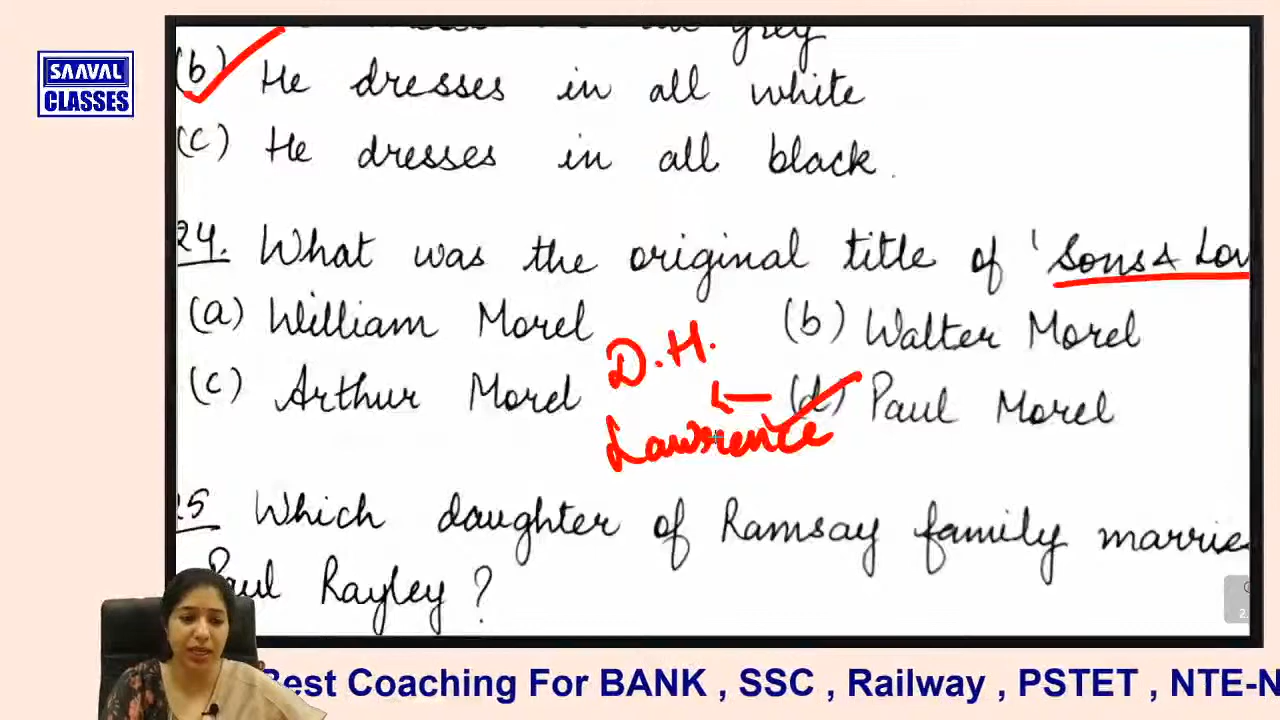 SAAVAL
CLASSES
grey
(b) He dresses in all white
(c) He dresses in all black.
24. What was the original title of 'Sons & Lov
(a) William Morel
(b) Walter Morel
D.H.
(c) Arthur Morel
(d) Paul Morel
Lawrence
25 Which daughter of Ramsay family marrie
Paul Rayley?
Best Coaching For BANK , SSC , Railway , PSTET , NTE-N